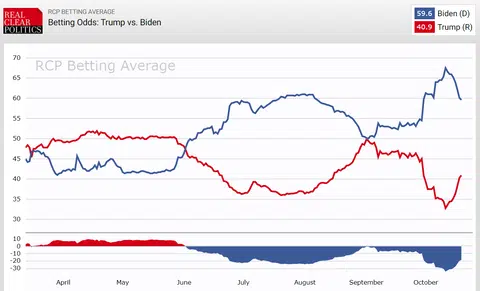 REAL
CLEAR
POLITICS
RCP BETTING AVERAGE
Betting Odds: Trump vs. Biden
59.6 Biden (D)
40.9 Trump (R)
RCP Betting Average
70
65
60
55
50
45
40
35
30
10
0
-10
-20
-30
April May June July August September October